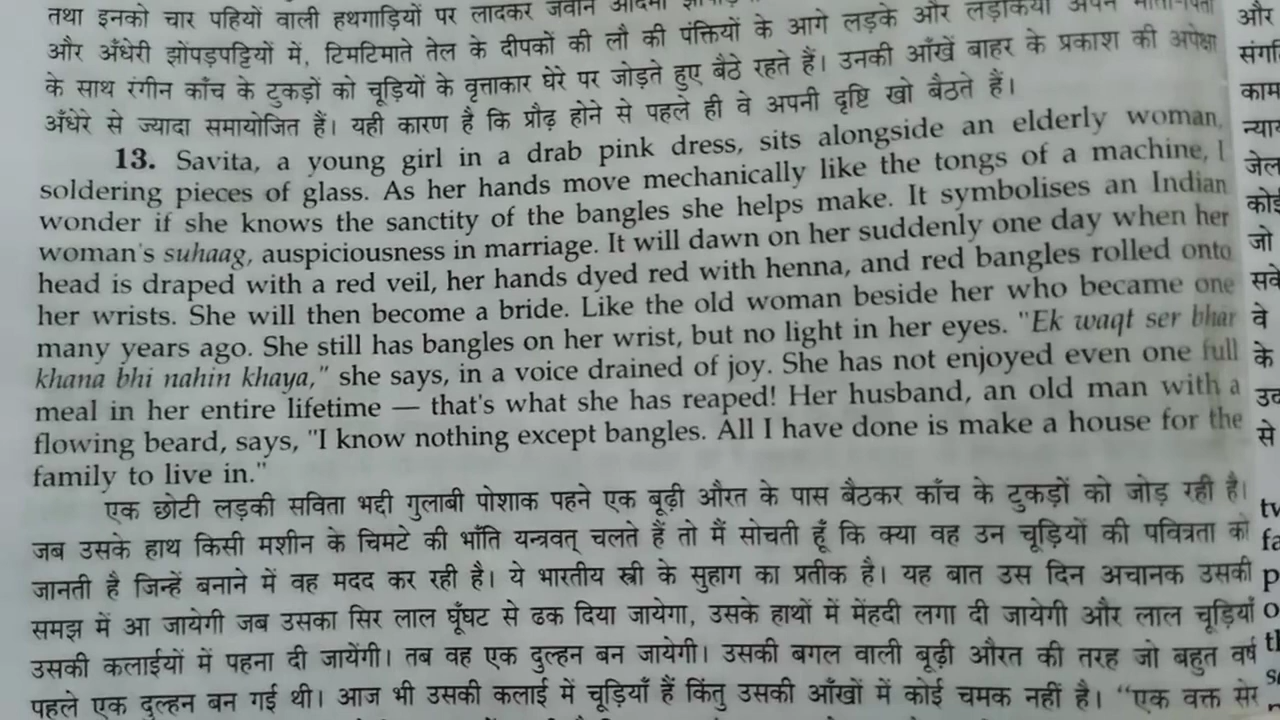 तथा इनको चार पहियों वाली हथगाड़ियों पर लादकर जवान आदमी
और अँधेरी झोंपड़पट्टियों में, टिमटिमाते तेल के दीपकों की लौ की पंक्तियों के आगे लड़के और लड़कियाँ अपने
के साथ रंगीन काँच के टुकड़ों को चूड़ियों के वृत्ताकार घेरे पर जोड़ते हुए बैठे रहते हैं। उनकी आँखें बाहर के प्रकाश की अपेक्षा
अँधेरे से ज्यादा समायोजित हैं। यही कारण है कि प्रौढ़ होने से पहले ही वे अपनी दृष्टि खो बैठते हैं।
13. Savita, a young girl in a drab pink dress, sits alongside an elderly woman,
soldering pieces of glass. As her hands move mechanically like the tongs of a machine, I
wonder if she knows the sanctity of the bangles she helps make. It symbolises an Indian
woman's suhaag, auspiciousness in marriage. It will dawn on her suddenly one day when her
head is draped with a red veil, her hands dyed red with henna, and red bangles rolled onto
her wrists. She will then become a bride. Like the old woman beside her who became one
many years ago. She still has bangles on her wrist, but no light in her eyes. "Ek waqt ser bhar
khana bhi nahin khaya," she says, in a voice drained of joy. She has not enjoyed even one full
meal in her entire lifetime — that's what she has reaped! Her husband, an old man with a
flowing beard, says, "I know nothing except bangles. All I have done is make a house for the
family to live in."
एक छोटी लड़की सविता भद्दी गुलाबी पोशाक पहने एक बूढ़ी औरत के पास बैठकर काँच के टुकड़ों को जोड़ रही है।
जब उसके हाथ किसी मशीन के चिमटे की भाँति यन्त्रवत् चलते हैं तो मैं सोचती हूँ कि क्या वह उन चूड़ियों की पवित्रता को
जानती है जिन्हें बनाने में वह मदद कर रही है। ये भारतीय स्त्री के सुहाग का प्रतीक है। यह बात उस दिन अचानक उसकी
समझ में आ जायेगी जब उसका सिर लाल घूँघट से ढक दिया जायेगा, उसके हाथों में मेंहदी लगा दी जायेगी और लाल चूड़ियाँ
उसकी कलाईयों में पहना दी जायेंगी। तब वह एक दुल्हन बन जायेगी। उसकी बगल वाली बूढ़ी औरत की तरह जो बहुत वर्ष
पहले एक दुल्हन बन गई थी। आज भी उसकी कलाई में चूड़ियाँ हैं किंतु उसकी आँखों में कोई चमक नहीं है। “एक वक्त सेर
और
काम
जो
वे
के
से